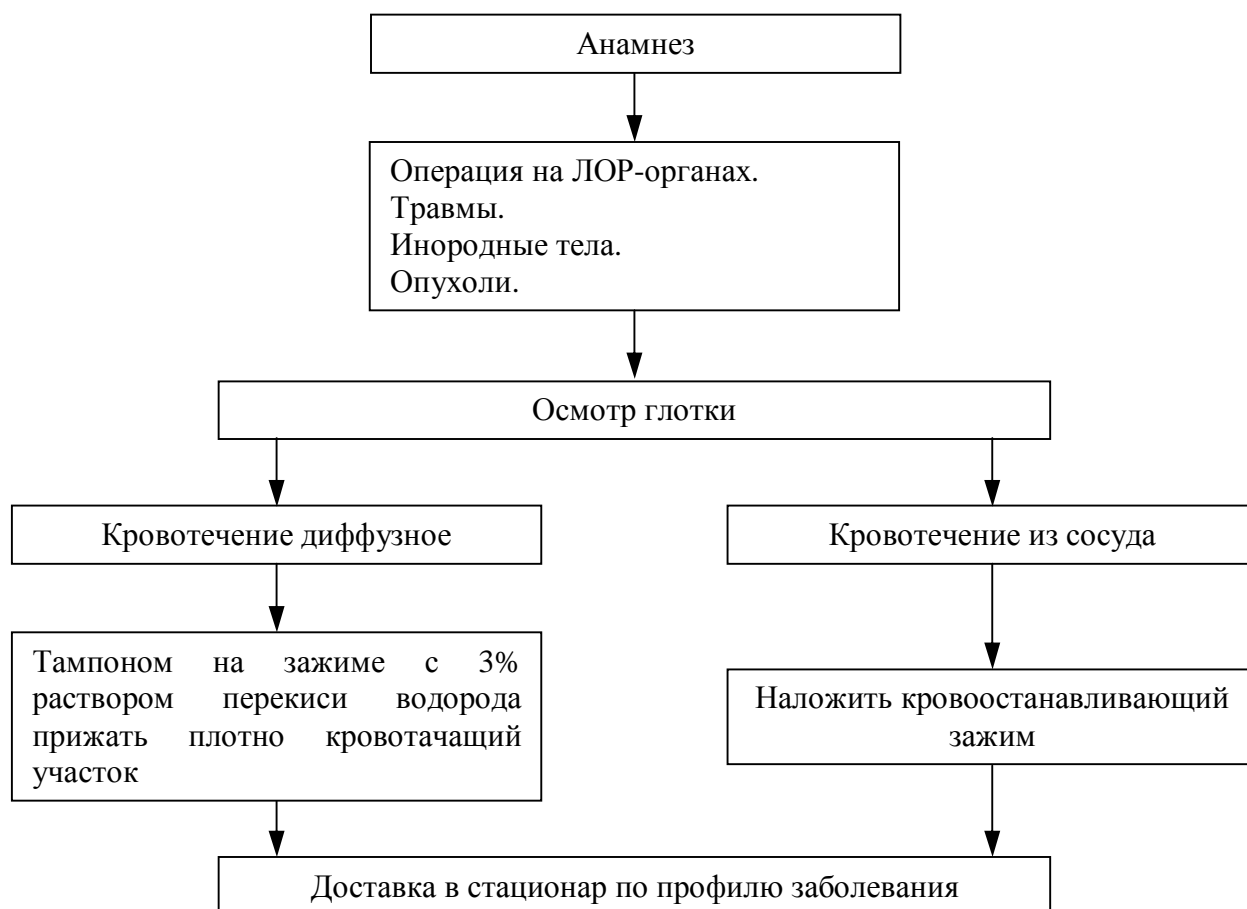 Анамнез
Операция на ЛОР-органах.
Травмы.
Инородные тела.
Опухоли.
Осмотр глотки
Кровотечение диффузное
Кровотечение из сосуда
Тампоном на зажиме с 3%
раствором перекиси водорода
прижать плотно кровотачащий
участок
Наложить кровоостанавливающий
зажим
Доставка в стационар по профилю заболевания